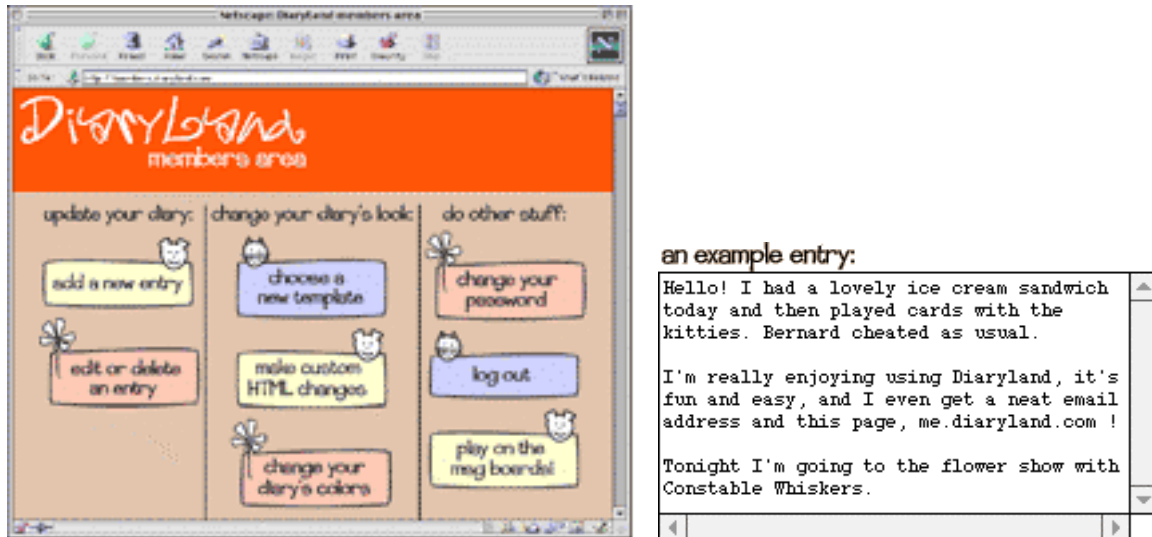 Netscape: DiaryLand members area
DiaryLand
members area
update your diary:
add a new entry
edit or delete
an entry
change your diary's look:
choose a
new template
make custom
HTML changes
change your
diary's colors
do other stuff:
change your
password
log out
play on the
msg boards!
an example entry:
Hello! I had a lovely ice cream sandwich
today and then played cards with the
kitties. Bernard cheated as usual.
I'm really enjoying using Diaryland, it's
fun and easy, and I even get a neat email
address and this page, me.diaryland.com !
Tonight I'm going to the flower show with
Constable Whiskers.